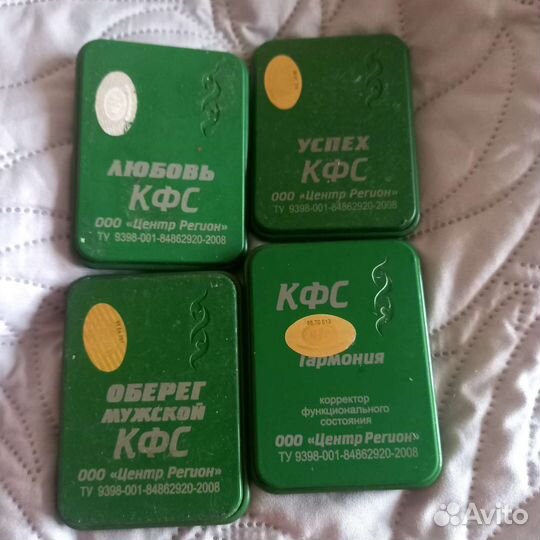 ЛЮБОВЬ
КФС
ООО «Центр Регион»
ТУ 9398-001-84862920-2008
УСПЕХ
КФС
ООО «Центр Регион»
ТУ 9398-001-84862920-2008
ОБЕРЕГ
МУЖСКОЙ
КФС
ООО «Центр Регион»
ТУ 9398-001-84862920-2008
КФС
Гармония
корректор
функционального
состояния
ООО «Центр Регион»
ТУ 9398-001-84862920-2008
Avito